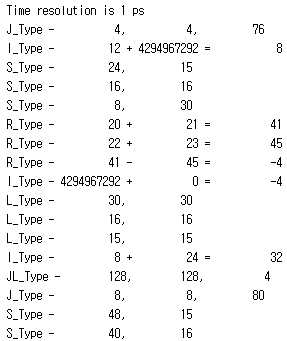 Time resolution is 1 ps
J_Type - 4, 4, 76
I_Type - 12 + 4294967292 = 8
S_Type - 24, 15
S_Type - 16, 16
S_Type - 8, 30
R_Type - 20 + 21 = 41
R_Type - 22 + 23 = 45
R_Type - 41 - 45 = -4
I_Type - 4294967292 + 0 = -4
L_Type - 30, 30
L_Type - 16, 16
L_Type - 15, 15
I_Type - 8 + 24 = 32
JL_Type - 128, 128, 4
J_Type - 8, 8, 80
S_Type - 48, 15
S_Type - 40, 16